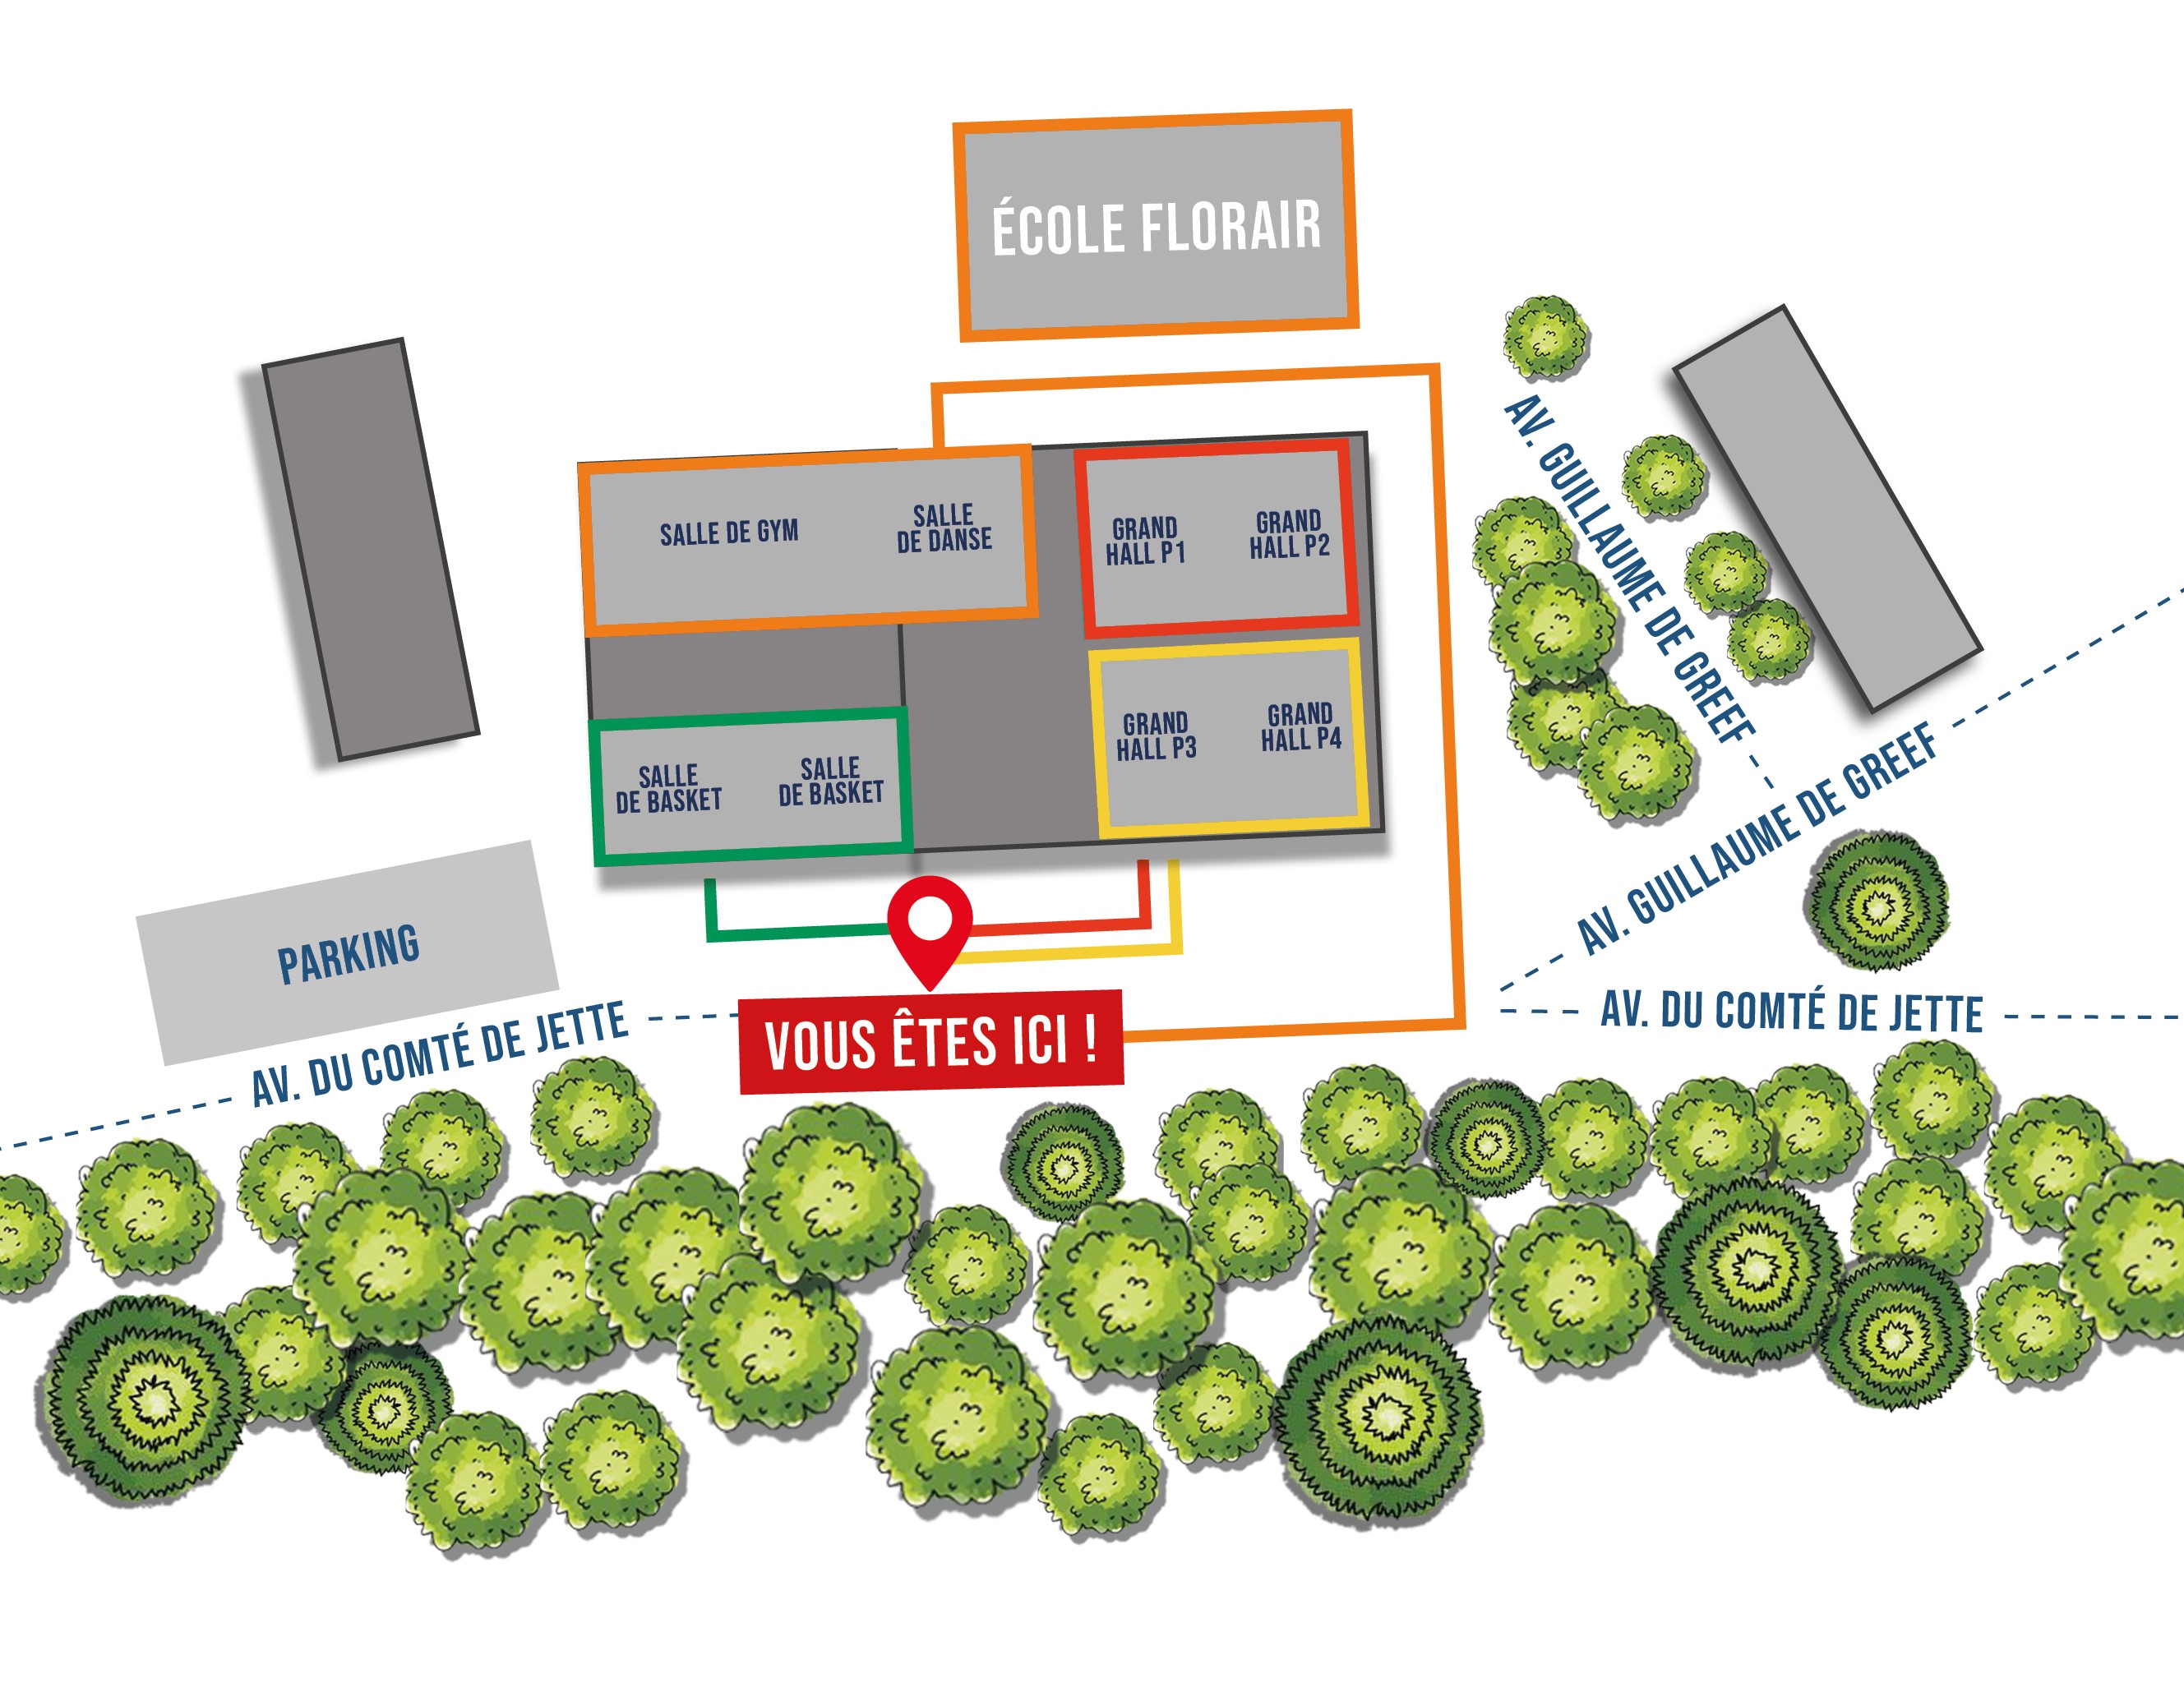 ÉCOLE FLORAIR
AV. GUILLAUME DE GREEF
SALLE DE GYM
SALLE
DE DANSE
GRAND
HALL P1
GRAND
HALL P2
SALLE
DE BASKET
SALLE
DE BASKET
GRAND
HALL P3
GRAND
HALL P4
AV. GUILLAUME DE GREEF
PARKING
AV. DU COMTÉ DE JETTE
VOUS ÊTES ICI !
AV. DU COMTÉ DE JETTE